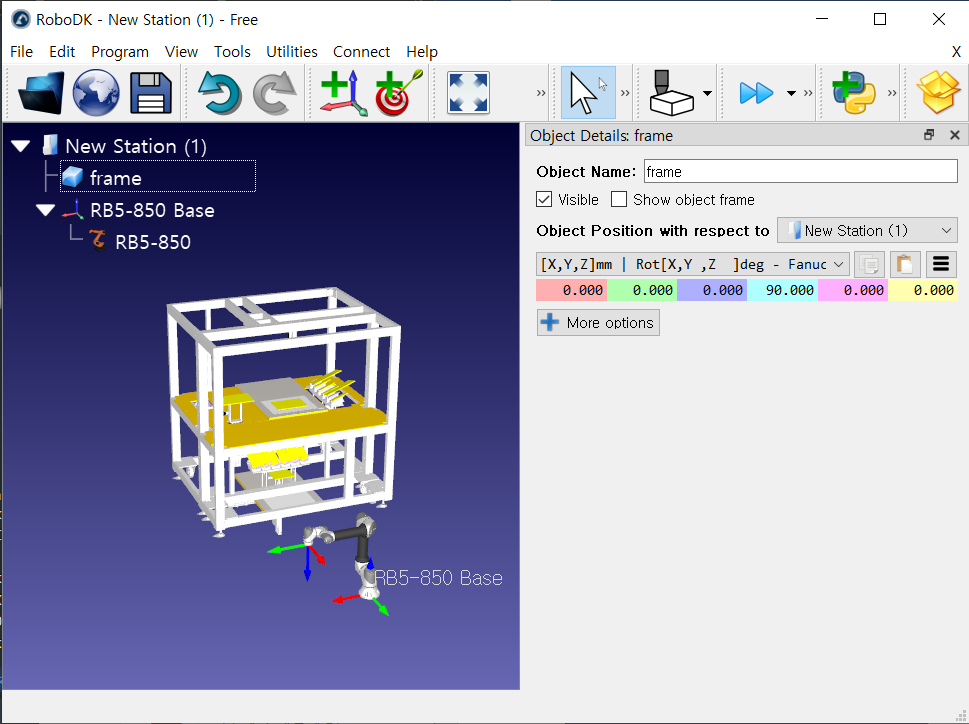 RoboDK - New Station (1) - Free
File Edit Program View Tools Utilities Connect Help X
New Station (1)
frame
RB5-850 Base
RB5-850
RB5-850 Base
Object Details: frame
Object Name: frame
Visible Show object frame
Object Position with respect to New Station (1)
[X,Y,Z]mm | Rot[X,Y ,Z ]deg - Fanuc
0.000 0.000 0.000 90.000 0.000 0.000
More options